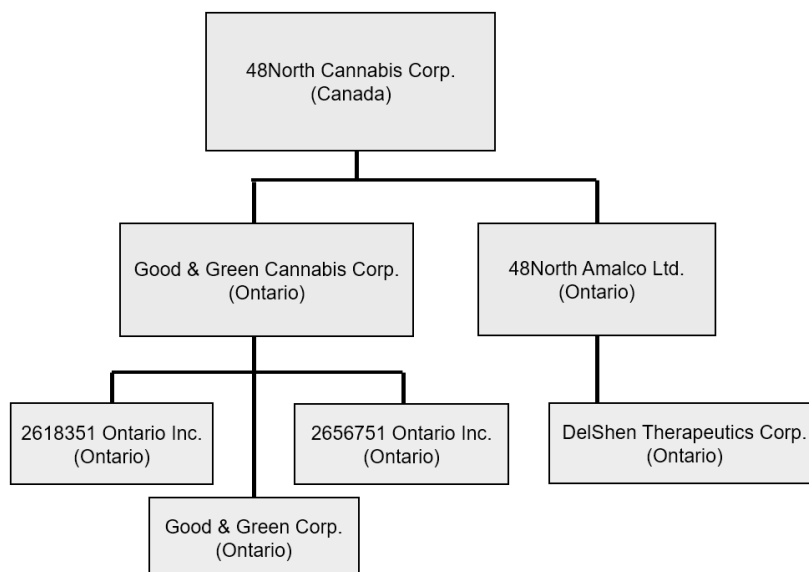 48North Cannabis Corp.
(Canada)
Good & Green Cannabis Corp.
(Ontario)
48North Amalco Ltd.
(Ontario)
2618351 Ontario Inc.
(Ontario)
2656751 Ontario Inc.
(Ontario)
DelShen Therapeutics Corp.
(Ontario)
Good & Green Corp.
(Ontario)